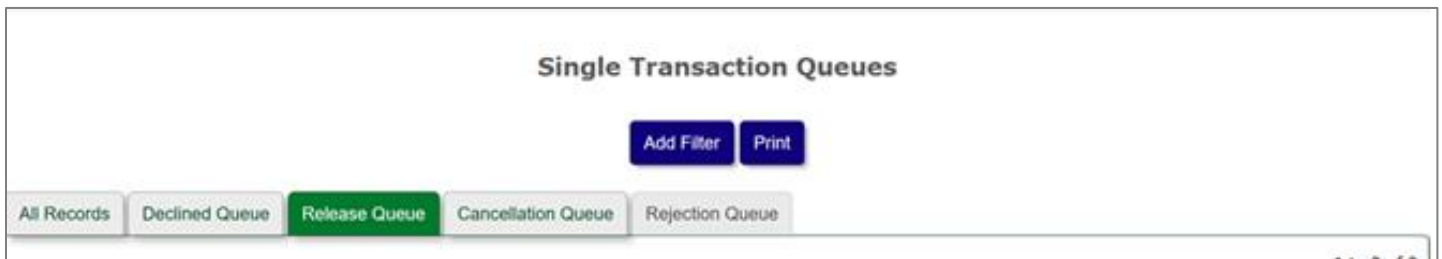 Single Transaction Queues
Add Filter Print
All Records Declined Queue Release Queue Cancellation Queue Rejection Queue